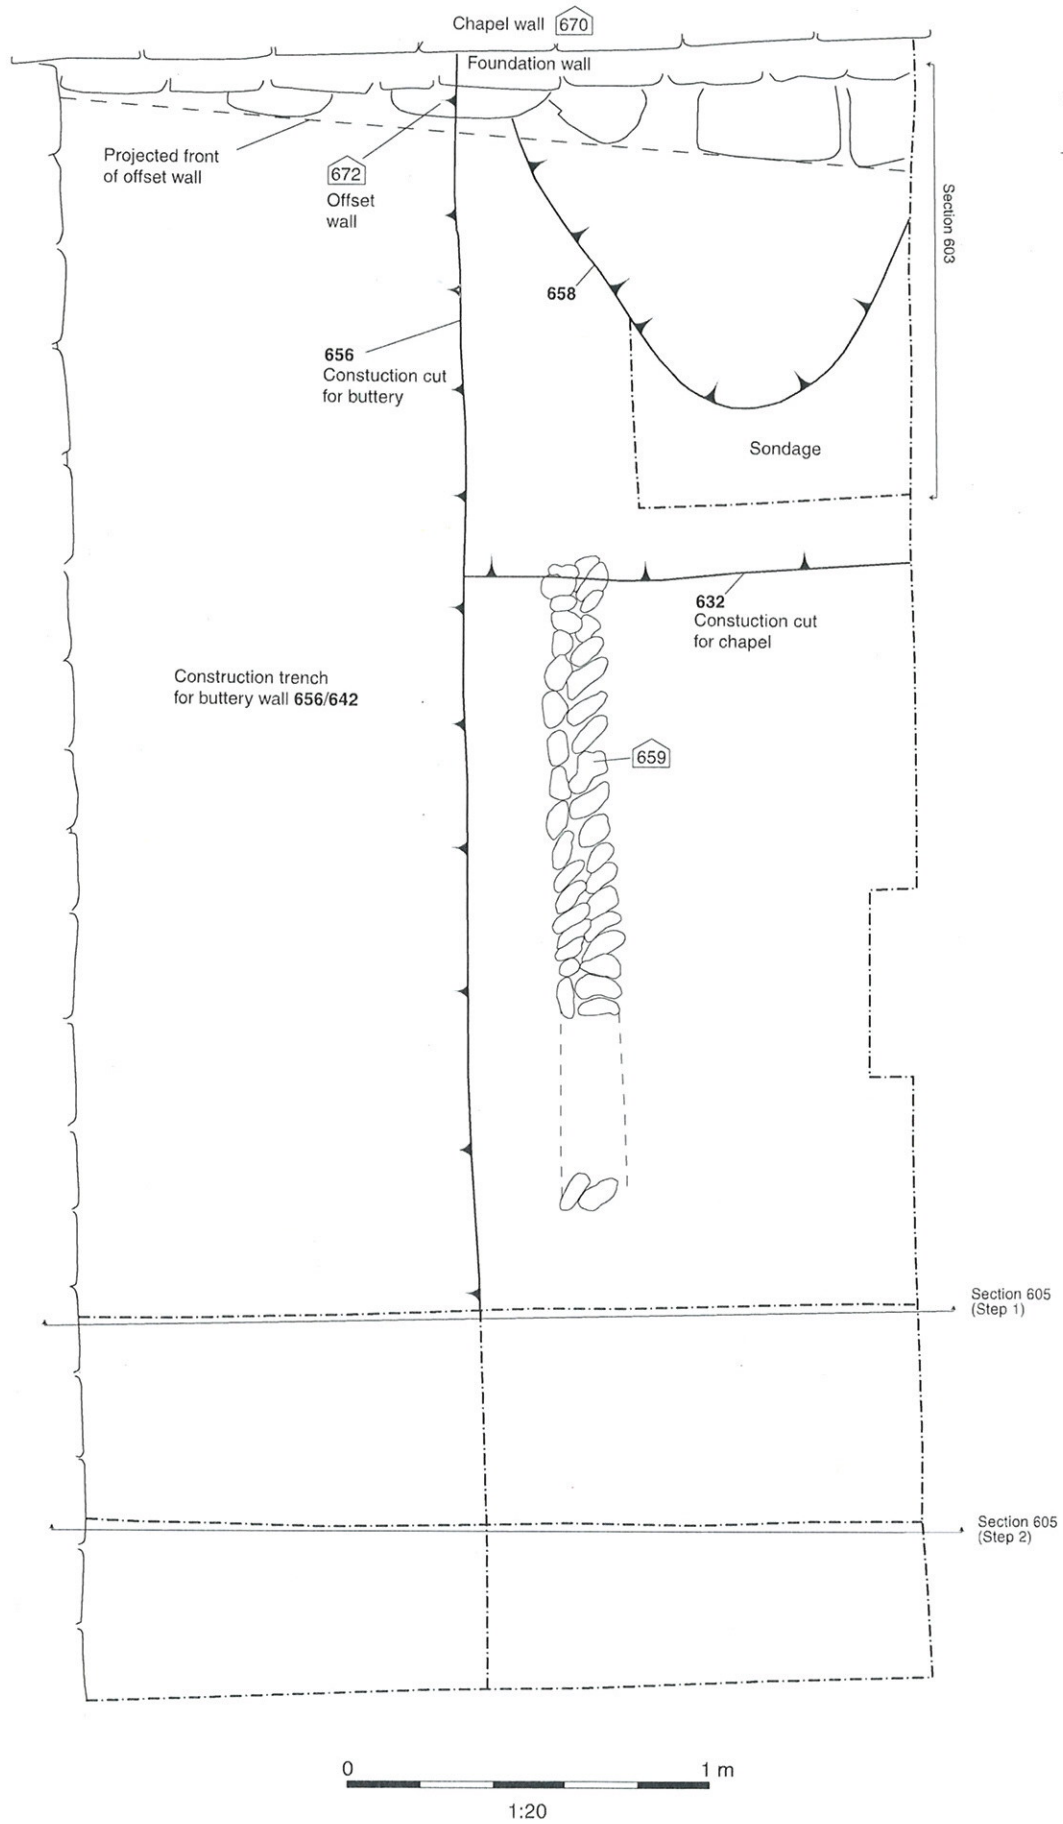 Chapel wall 670
Foundation wall
Projected front
of offset wall
672
Offset
wall
Section 603
658
656
Constuction cut
for buttery
Sondage
632
Constuction cut
for chapel
Construction trench
for buttery wall 656/642
659
Section 605
(Step 1)
Section 605
(Step 2)
0 1 m
1:20